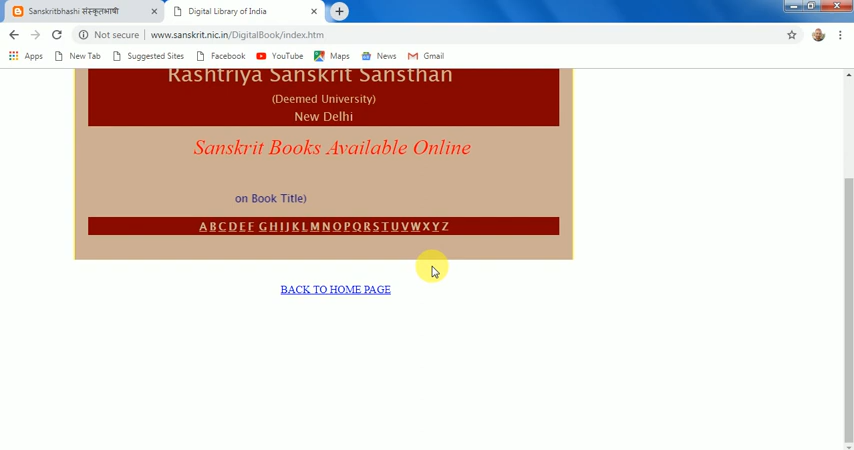 Sanskritbhashi संस्कृतभाषी
Digital Library of India
Not secure
www.sanskrit.nic.in/DigitalBook/index.htm
Apps
New Tab
Suggested Sites
Facebook
YouTube
Maps
News
Gmail
Rashtriya Sanskrit Sansthan
(Deemed University)
New Delhi
Sanskrit Books Available Online
on Book Title)
A B C D E F G H I J K L M N O P Q R S T U V W X Y Z
BACK TO HOME PAGE